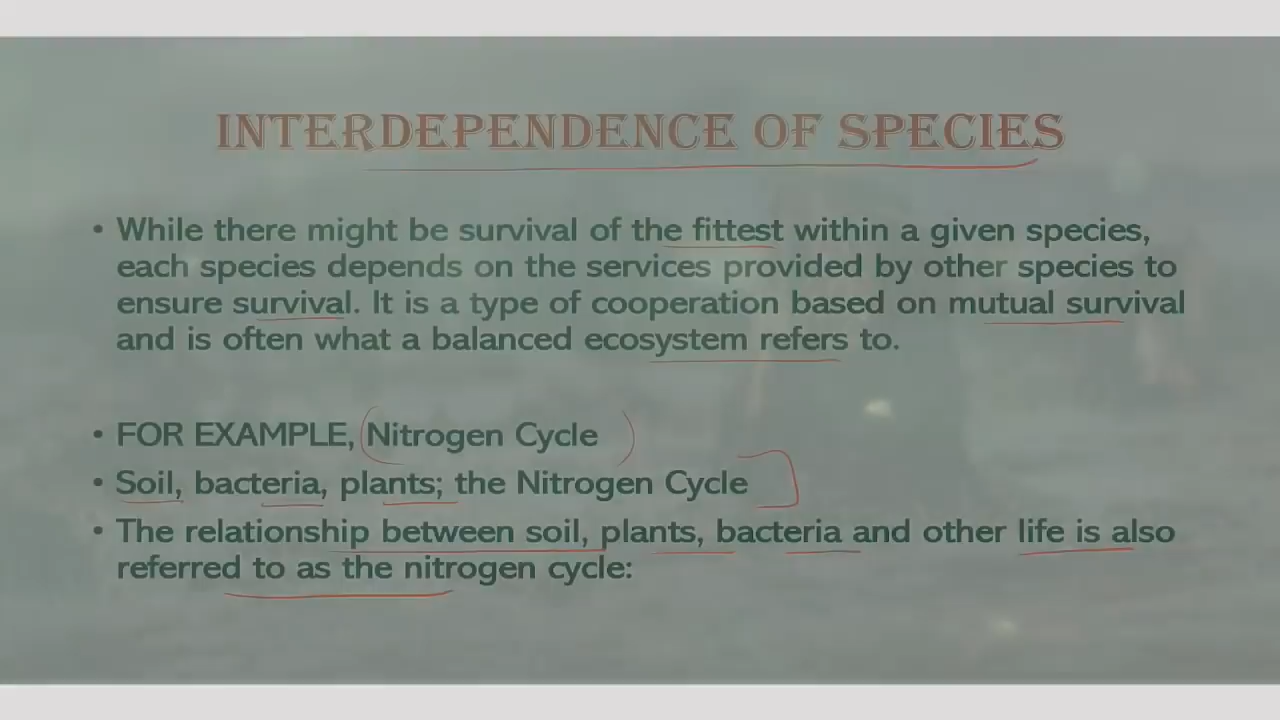 INTERDEPENDENCE OF SPECIES
• While there might be survival of the fittest within a given species,
each species depends on the services provided by other species to
ensure survival. It is a type of cooperation based on mutual survival
and is often what a balanced ecosystem refers to.
• FOR EXAMPLE, Nitrogen Cycle
• Soil, bacteria, plants; the Nitrogen Cycle
• The relationship between soil, plants, bacteria and other life is also
referred to as the nitrogen cycle: